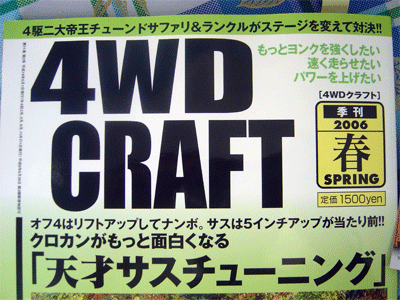 ４駆二大帝王チューンドサファリ&ランクルがステージを変えて対決!!
4WD
CRAFT
もっとヨンクを強くしたい
速く走らせたい
パワーを上げたい
［4WDクラフト］
季刊
2006
春
SPRING
定価1500yen
オフ4はリフトアップしてナンボ。サスは5インチアップが当たり前!!
クロカンがもっと面白くなる
「天才サスチューニング」